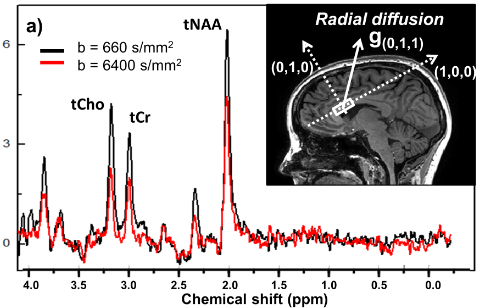 a)
b = 660 s/mm²
b = 6400 s/mm²
tNAA
tCho
tCr
6
3
0
4.0 3.5 3.0 2.5 2.0 1.5 1.0 0.5 0.0
Chemical shift (ppm)
Radial diffusion
g(0,1,1)
(0,1,0)
(1,0,0)